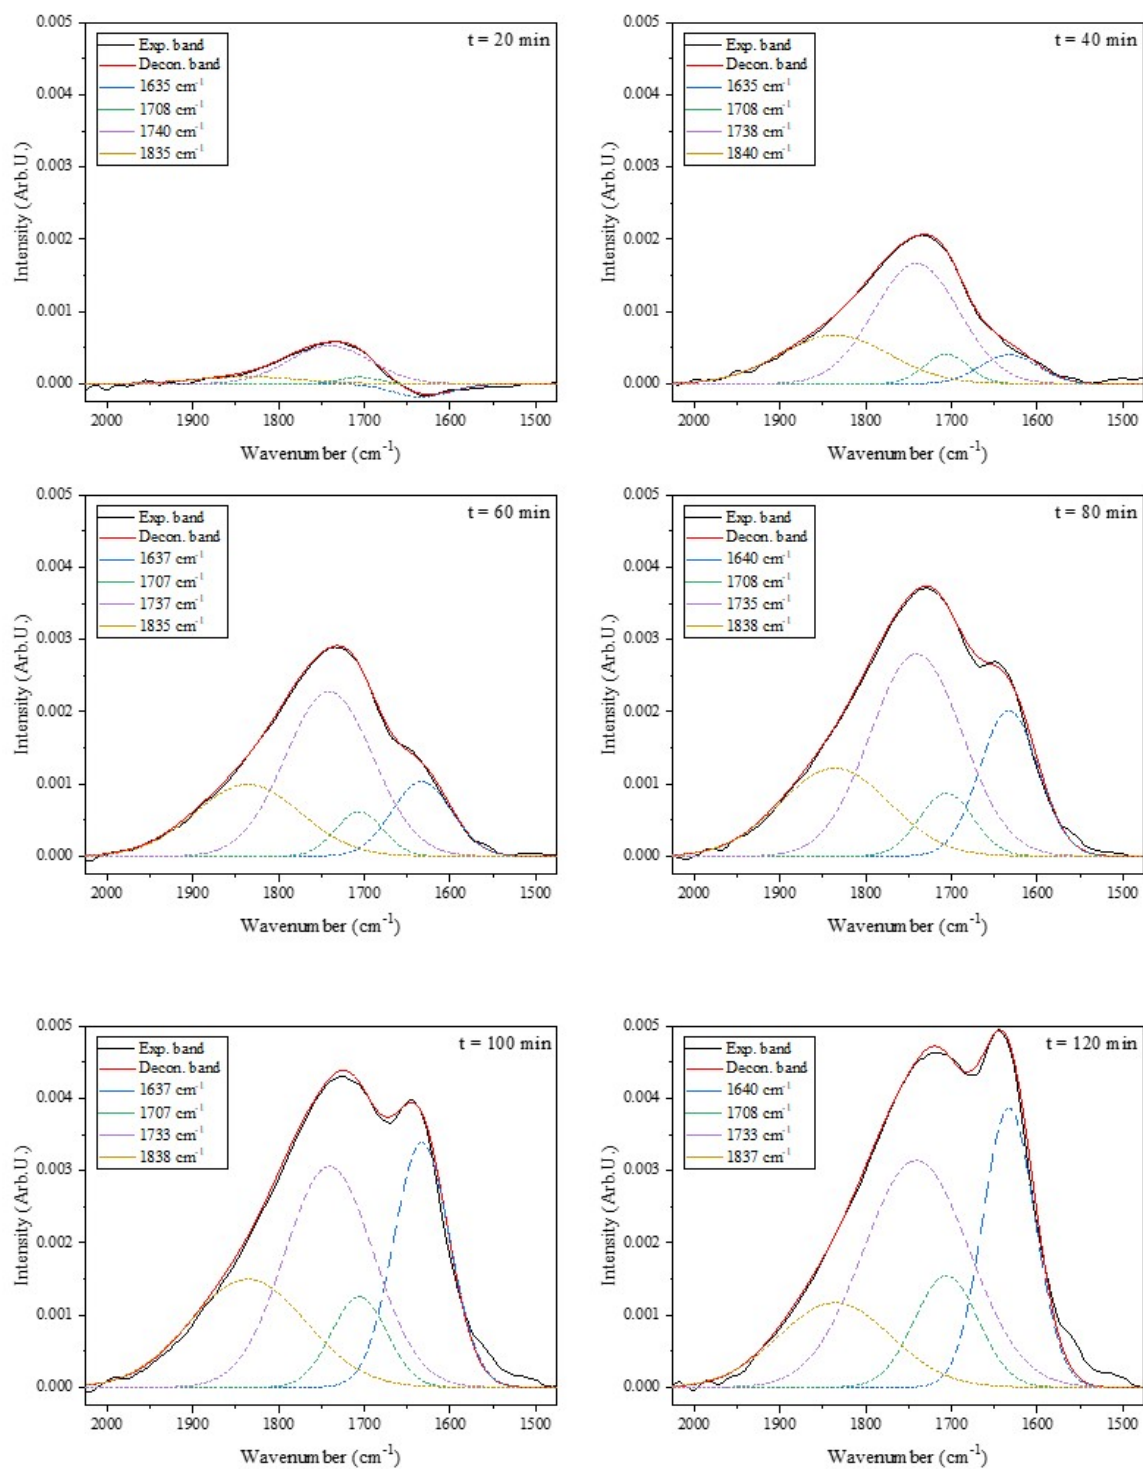 0.005
t = 20 min
Exp. band
Decon. band
1635 cm⁻¹
1708 cm⁻¹
1740 cm⁻¹
1835 cm⁻¹
0.004
0.003
0.002
0.001
0.000
Intensity (Arb.U.)
2000 1900 1800 1700 1600 1500
Wavenumber (cm⁻¹)
0.005
t = 40 min
Exp. band
Decon. band
1635 cm⁻¹
1708 cm⁻¹
1738 cm⁻¹
1840 cm⁻¹
0.004
0.003
0.002
0.001
0.000
Intensity (Arb.U.)
2000 1900 1800 1700 1600 1500
Wavenumber (cm⁻¹)
0.005
t = 60 min
Exp. band
Decon. band
1637 cm⁻¹
1707 cm⁻¹
1737 cm⁻¹
1835 cm⁻¹
0.004
0.003
0.002
0.001
0.000
Intensity (Arb.U.)
2000 1900 1800 1700 1600 1500
Wavenumber (cm⁻¹)
0.005
t = 80 min
Exp. band
Decon. band
1640 cm⁻¹
1708 cm⁻¹
1735 cm⁻¹
1838 cm⁻¹
0.004
0.003
0.002
0.001
0.000
Intensity (Arb.U.)
2000 1900 1800 1700 1600 1500
Wavenumber (cm⁻¹)
0.005
t = 100 min
Exp. band
Decon. band
1637 cm⁻¹
1707 cm⁻¹
1733 cm⁻¹
1838 cm⁻¹
0.004
0.003
0.002
0.001
0.000
Intensity (Arb.U.)
2000 1900 1800 1700 1600 1500
Wavenumber (cm⁻¹)
0.005
t = 120 min
Exp. band
Decon. band
1640 cm⁻¹
1708 cm⁻¹
1733 cm⁻¹
1837 cm⁻¹
0.004
0.003
0.002
0.001
0.000
Intensity (Arb.U.)
2000 1900 1800 1700 1600 1500
Wavenumber (cm⁻¹)